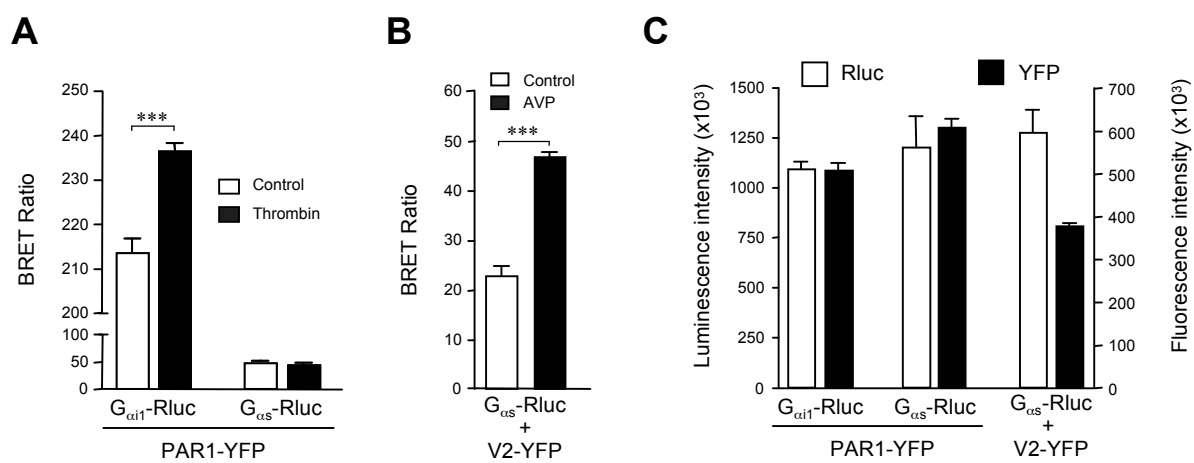 A
BRET Ratio
250
240
230
214
210
200
100
50
0
***
Control
Thrombin
Gαi1-Rluc
Gαs-Rluc
PAR1-YFP
B
BRET Ratio
60
50
40
30
20
10
0
Control
AVP
***
Gαs-Rluc
+
V2-YFP
C
Rluc
YFP
Luminescence intensity (x10³)
1500
1250
1000
750
500
250
0
Fluorescence intensity (x10³)
700
600
500
400
300
200
100
0
Gαi1-Rluc
Gαs-Rluc
Gαs-Rluc
+
V2-YFP
PAR1-YFP